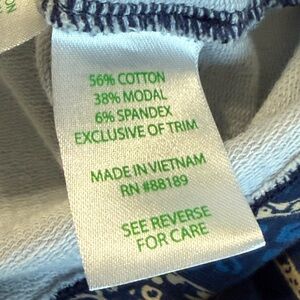 56% COTTON
38% MODAL
6% SPANDEX
EXCLUSIVE OF TRIM
MADE IN VIETNAM
RN #88189
SEE REVERSE
FOR CARE